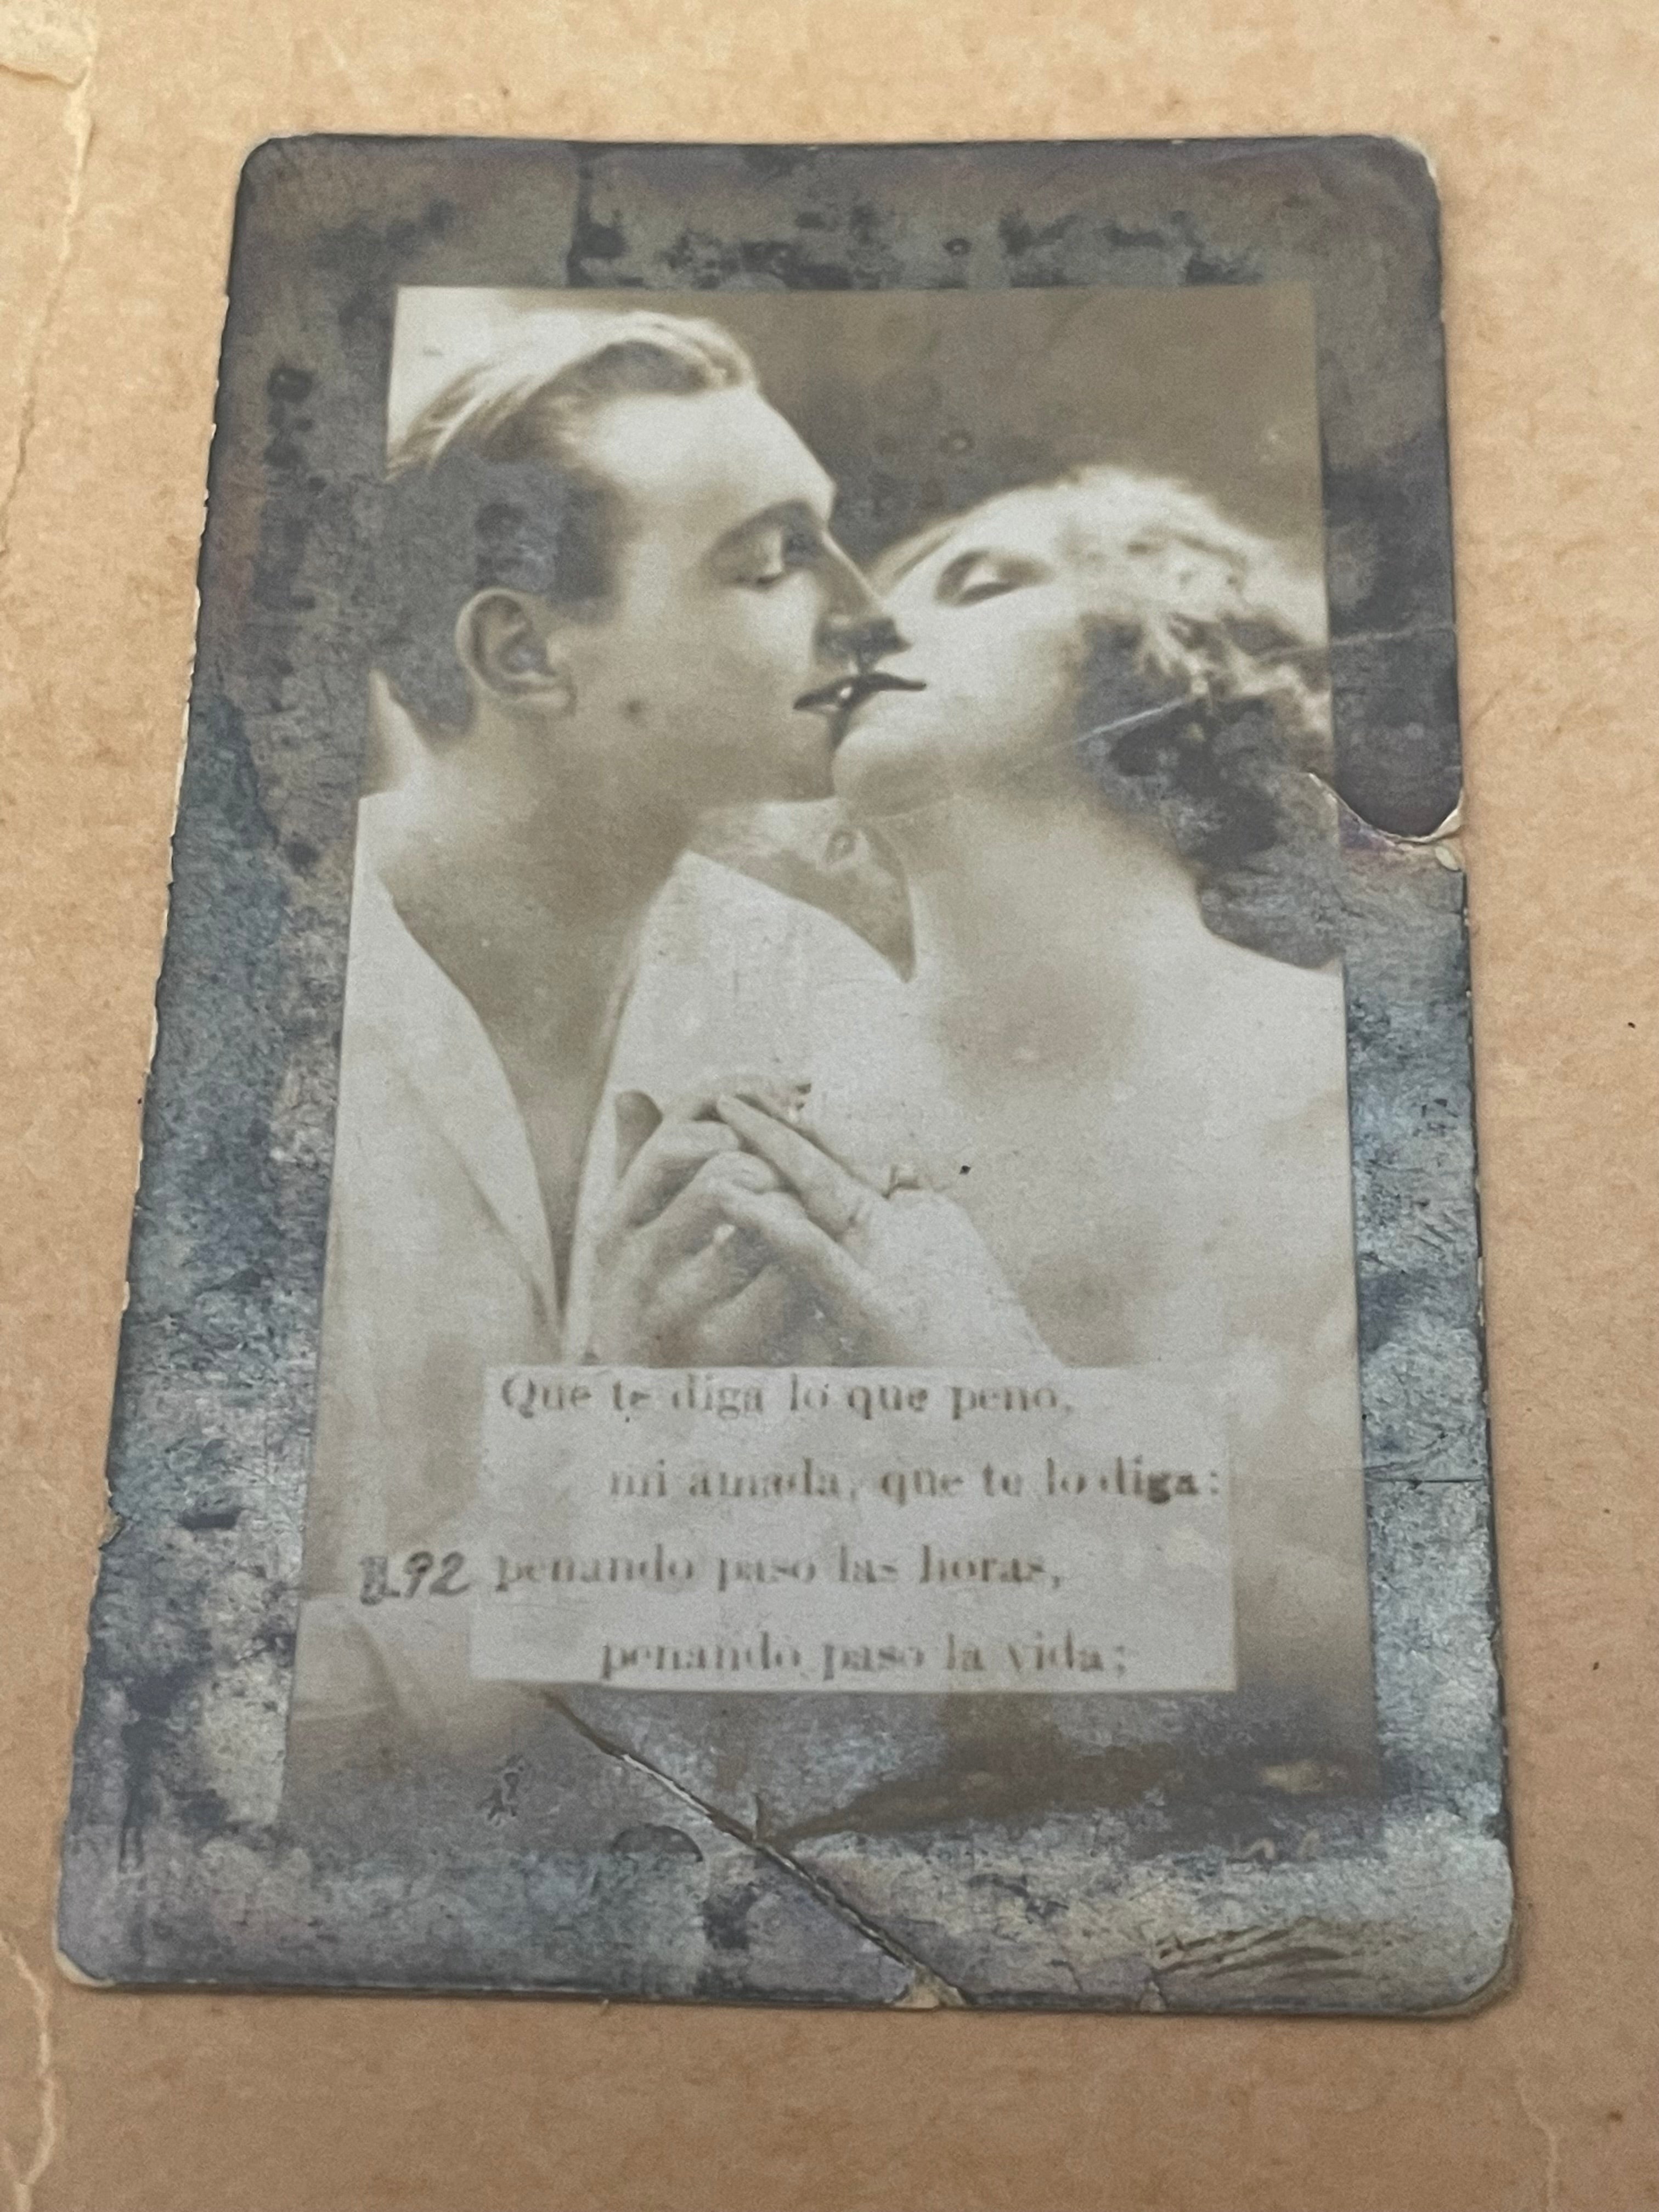 Que te diga lo que peno,
mi amada, que te lo diga:
penando paso las horas,
penando paso la vida;